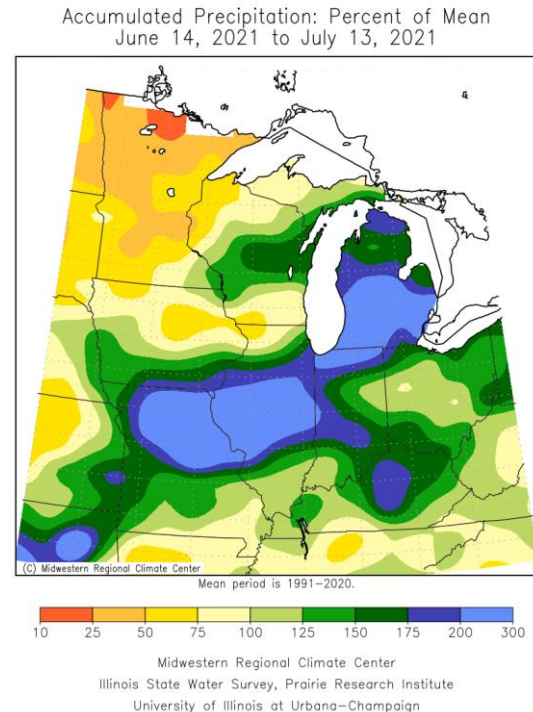 Accumulated Precipitation: Percent of Mean
June 14, 2021 to July 13, 2021
(C) Midwestern Regional Climate Center
Mean period is 1991-2020.
10 25 50 75 100 125 150 175 200 300
Midwestern Regional Climate Center
Illinois State Water Survey, Prairie Research Institute
University of Illinois at Urbana-Champaign